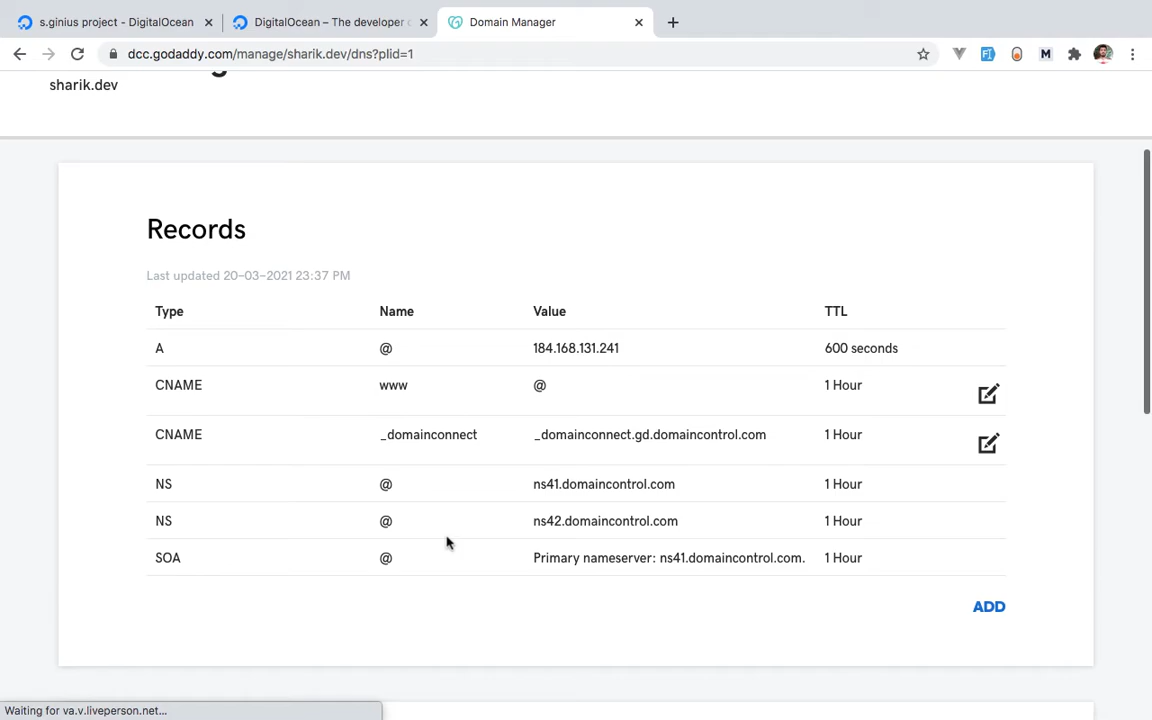 s.ginius project - DigitalOcean
DigitalOcean – The developer c
Domain Manager
dcc.godaddy.com/manage/sharik.dev/dns?plid=1
sharik.dev
Records
Last updated 20-03-2021 23:37 PM
Type Name Value TTL
A @ 184.168.131.241 600 seconds
CNAME www @ 1 Hour
CNAME _domainconnect _domainconnect.gd.domaincontrol.com 1 Hour
NS @ ns41.domaincontrol.com 1 Hour
NS @ ns42.domaincontrol.com 1 Hour
SOA @ Primary nameserver: ns41.domaincontrol.com. 1 Hour
ADD
Waiting for va.v.liveperson.net...